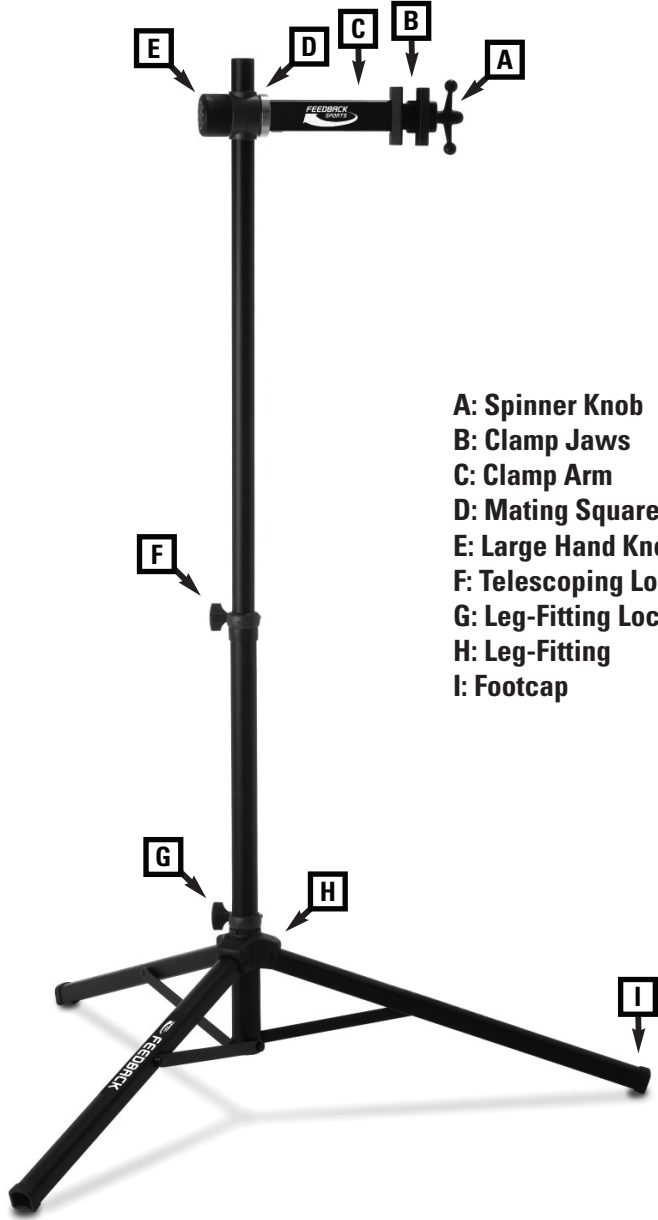 E
D
C
B
A
FEEDBACK
SPORTS
A: Spinner Knob
B: Clamp Jaws
C: Clamp Arm
D: Mating Square
E: Large Hand Kn
F: Telescoping Lo
G: Leg-Fitting Loc
H: Leg-Fitting
I: Footcap
F
G
H
I
FEEDBACK